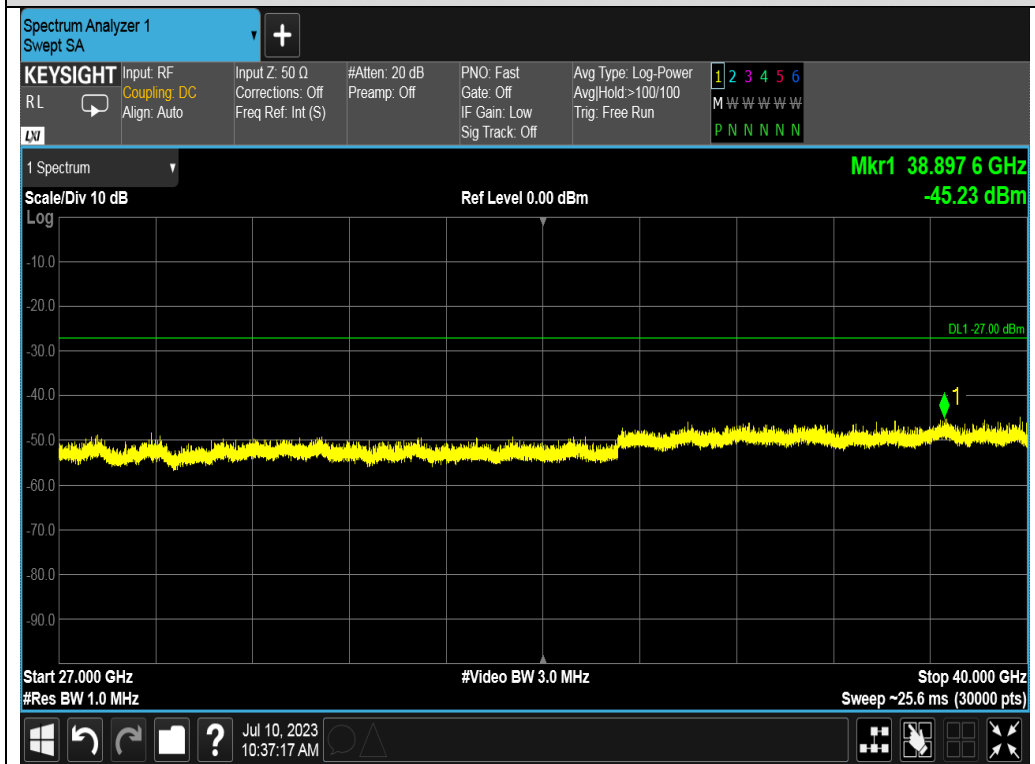 Spectrum Analyzer 1
Swept SA
+
KEYSIGHT
RL
LXI
Input: RF
Coupling: DC
Align: Auto
Input Z: 50 Ω
Corrections: Off
Freq Ref: Int (S)
#Atten: 20 dB
Preamp: Off
PNO: Fast
Gate: Off
IF Gain: Low
Sig Track: Off
Avg Type: Log-Power
Avg|Hold:>100/100
Trig: Free Run
1 2 3 4 5 6
M W W W W W
P N N N N N
1 Spectrum
Mkr1 38.897 6 GHz
-45.23 dBm
Scale/Div 10 dB
Ref Level 0.00 dBm
Log
-10.0
-20.0
DL1 -27.00 dBm
-30.0
-40.0
1
-50.0
-60.0
-70.0
-80.0
-90.0
Start 27.000 GHz
#Video BW 3.0 MHz
Stop 40.000 GHz
#Res BW 1.0 MHz
Sweep ~25.6 ms (30000 pts)
?
Jul 10, 2023
10:37:17 AM